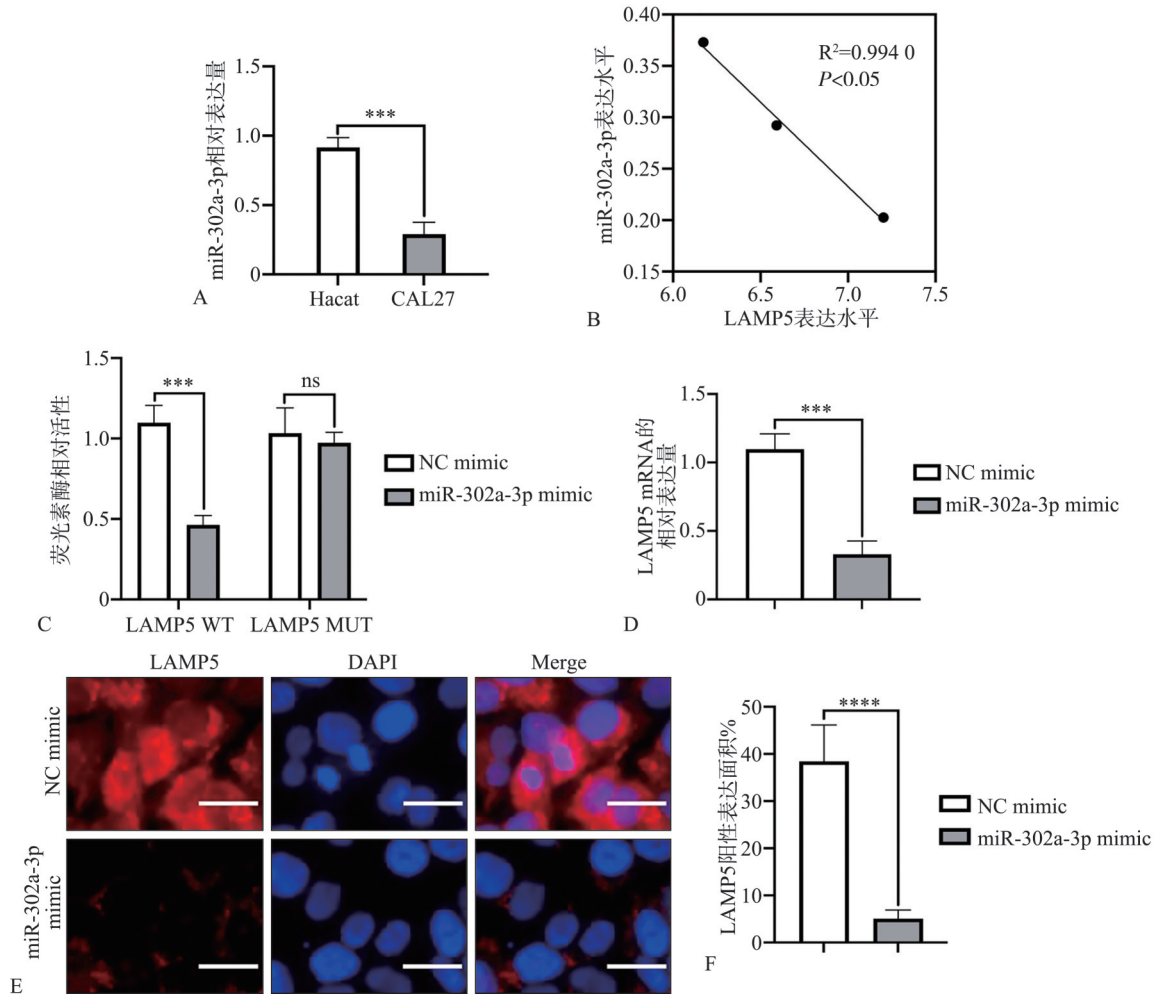 miR-302a-3p相对表达量
1.5
1.0
0.5
0
***
Hacat
CAL27
A
miR-302a-3p表达水平
0.40
0.35
0.30
0.25
0.20
0.15
R²=0.994 0
P<0.05
6.0
6.5
7.0
7.5
LAMP5表达水平
B
荧光素酶相对活性
1.5
1.0
0.5
0
***
ns
LAMP5 WT
LAMP5 MUT
NC mimic
miR-302a-3p mimic
C
LAMP5 mRNA的
相对表达量
1.5
1.0
0.5
0
***
NC mimic
miR-302a-3p mimic
D
LAMP5
DAPI
Merge
NC mimic
miR-302a-3p
mimic
E
LAMP5阳性表达面积%
50
40
30
20
10
0
****
NC mimic
miR-302a-3p mimic
F